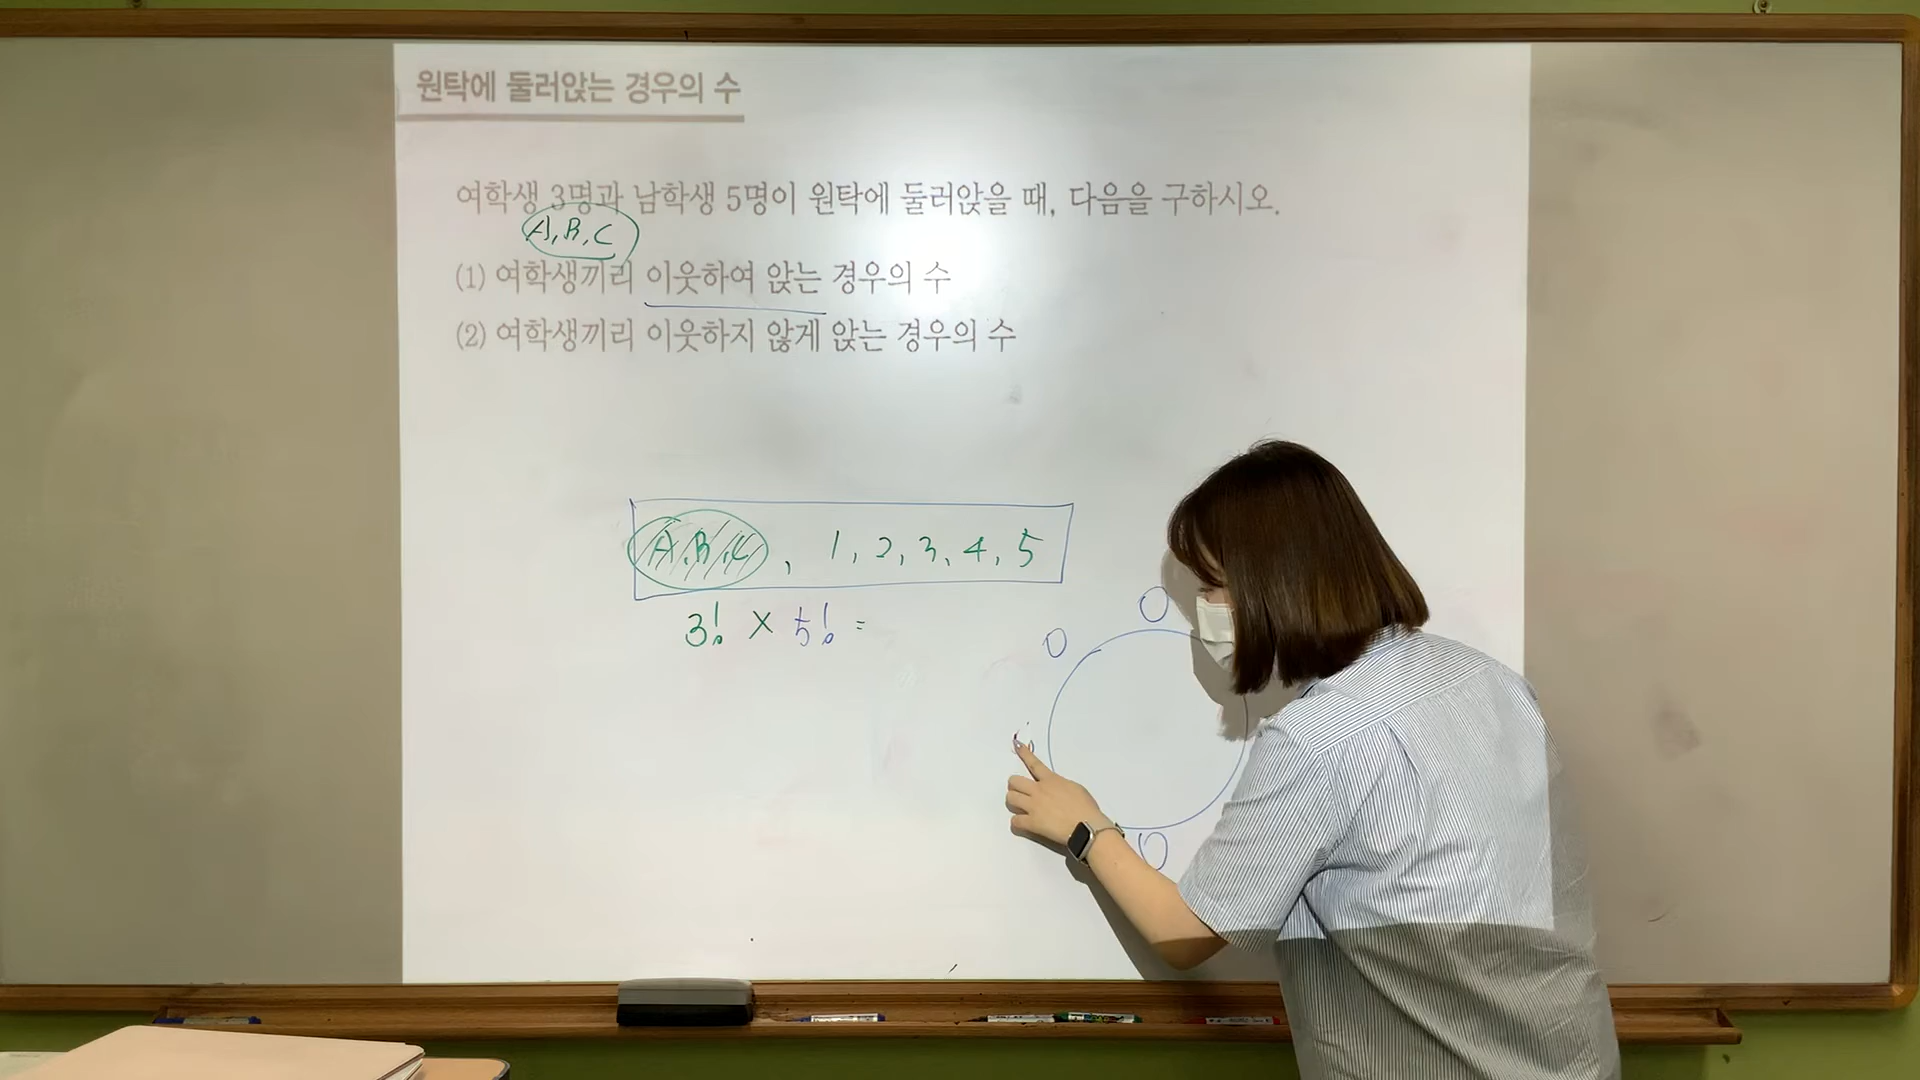 원탁에 둘러앉는 경우의 수
여학생 3명과 남학생 5명이 원탁에 둘러앉을 때, 다음을 구하시오.
A, B, C
(1) 여학생끼리 이웃하여 앉는 경우의 수
(2) 여학생끼리 이웃하지 않게 앉는 경우의 수
A, B, C, 1, 2, 3, 4, 5
3! × 5! =